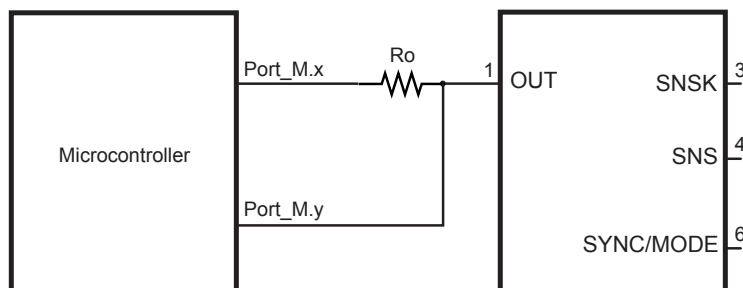 Port_M.x
Ro
1
OUT
SNSK
3
Microcontroller
SNS
4
Port_M.y
SYNC/MODE
6